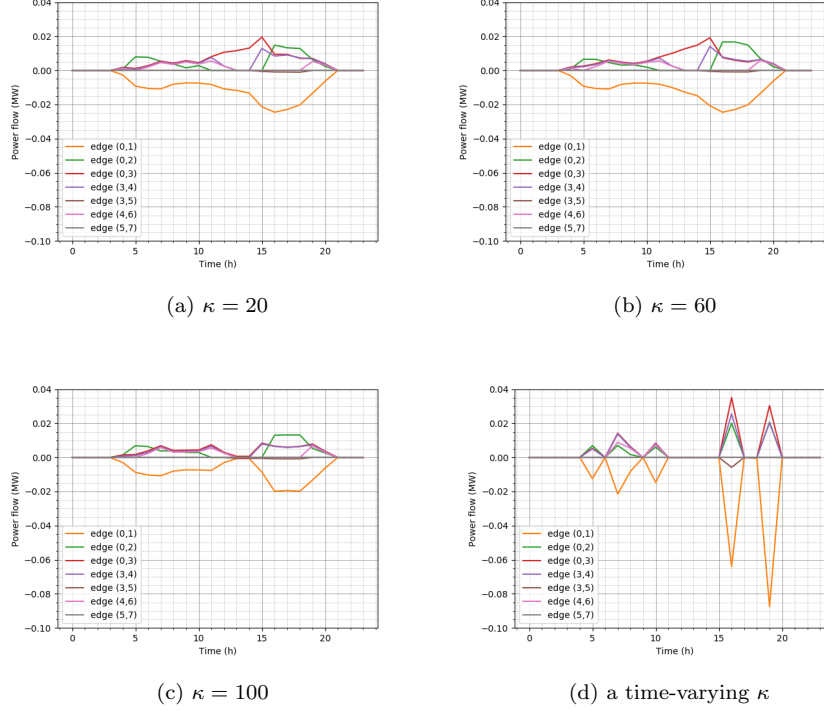 0.04
0.02
0.00
−0.02
−0.04
−0.06
−0.08
−0.10
Power flow (MW)
edge (0,1)
edge (0,2)
edge (0,3)
edge (3,4)
edge (3,5)
edge (4,6)
edge (5,7)
0 5 10 15 20
Time (h)
(a) κ = 20
0.04
0.02
0.00
−0.02
−0.04
−0.06
−0.08
−0.10
Power flow (MW)
edge (0,1)
edge (0,2)
edge (0,3)
edge (3,4)
edge (3,5)
edge (4,6)
edge (5,7)
0 5 10 15 20
Time (h)
(b) κ = 60
0.04
0.02
0.00
−0.02
−0.04
−0.06
−0.08
−0.10
Power flow (MW)
edge (0,1)
edge (0,2)
edge (0,3)
edge (3,4)
edge (3,5)
edge (4,6)
edge (5,7)
0 5 10 15 20
Time (h)
(c) κ = 100
0.04
0.02
0.00
−0.02
−0.04
−0.06
−0.08
−0.10
Power flow (MW)
edge (0,1)
edge (0,2)
edge (0,3)
edge (3,4)
edge (3,5)
edge (4,6)
edge (5,7)
0 5 10 15 20
Time (h)
(d) a time-varying κ